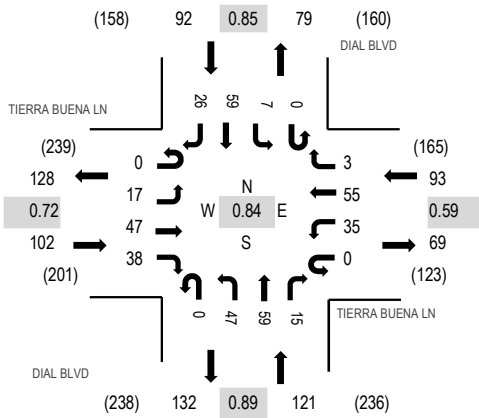 (158) 92 0.85 79 (160)
DIAL BLVD
TIERRA BUENA LN
26 59 7 0
(239) 0 3 (165)
128 17 N 55 93
0.72 47 W 0.84 E 35 0.59
102 38 S 0 69
(201) (123)
0 47 59 15
TIERRA BUENA LN
DIAL BLVD
(238) 132 0.89 121 (236)